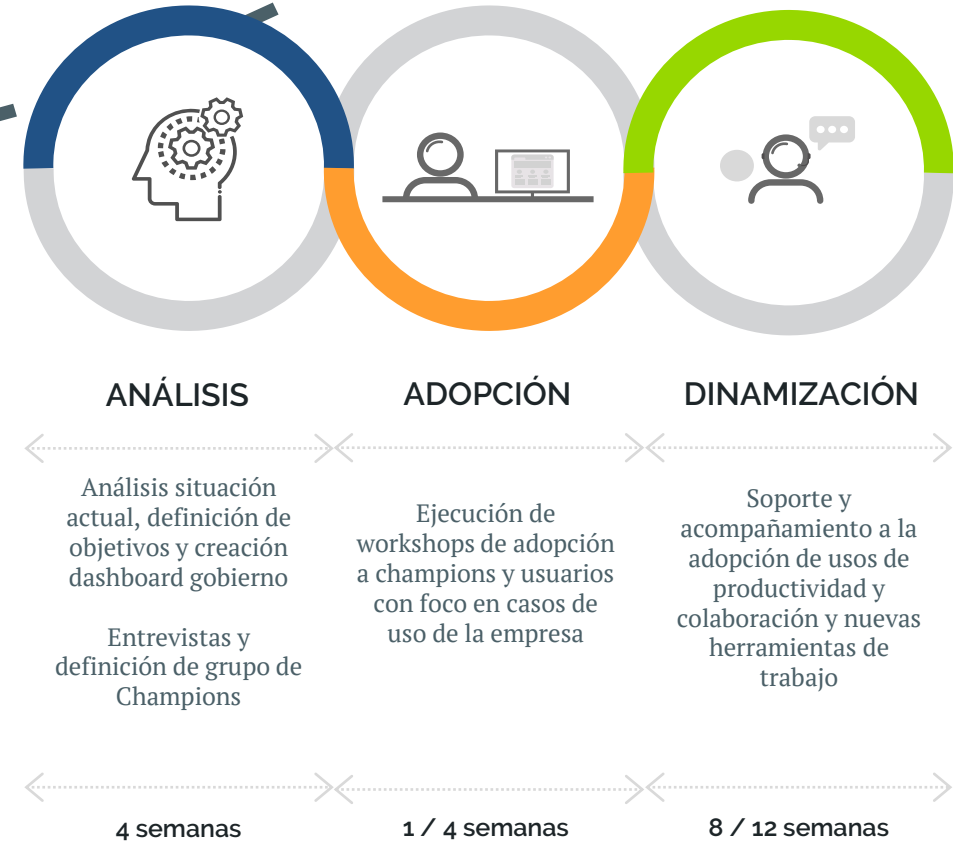 ANÁLISIS
ADOPCIÓN
DINAMIZACIÓN
Análisis situación
actual, definición de
objetivos y creación
dashboard gobierno
Entrevistas y
definición de grupo de
Champions
Ejecución de
workshops de adopción
a champions y usuarios
con foco en casos de
uso de la empresa
Soporte y
acompañamiento a la
adopción de usos de
productividad y
colaboración y nuevas
herramientas de
trabajo
4 semanas
1 / 4 semanas
8 / 12 semanas